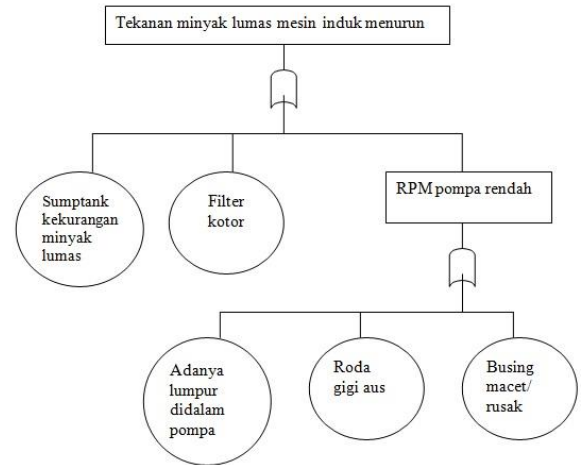 Tekanan minyak lumas mesin induk menurun
Sumptank
kekurangan
minyak
lumas
Filter
kotor
RPM pompa rendah
Adanya
lumpur
didalam
pompa
Roda
gigi aus
Busing
macet/
rusak